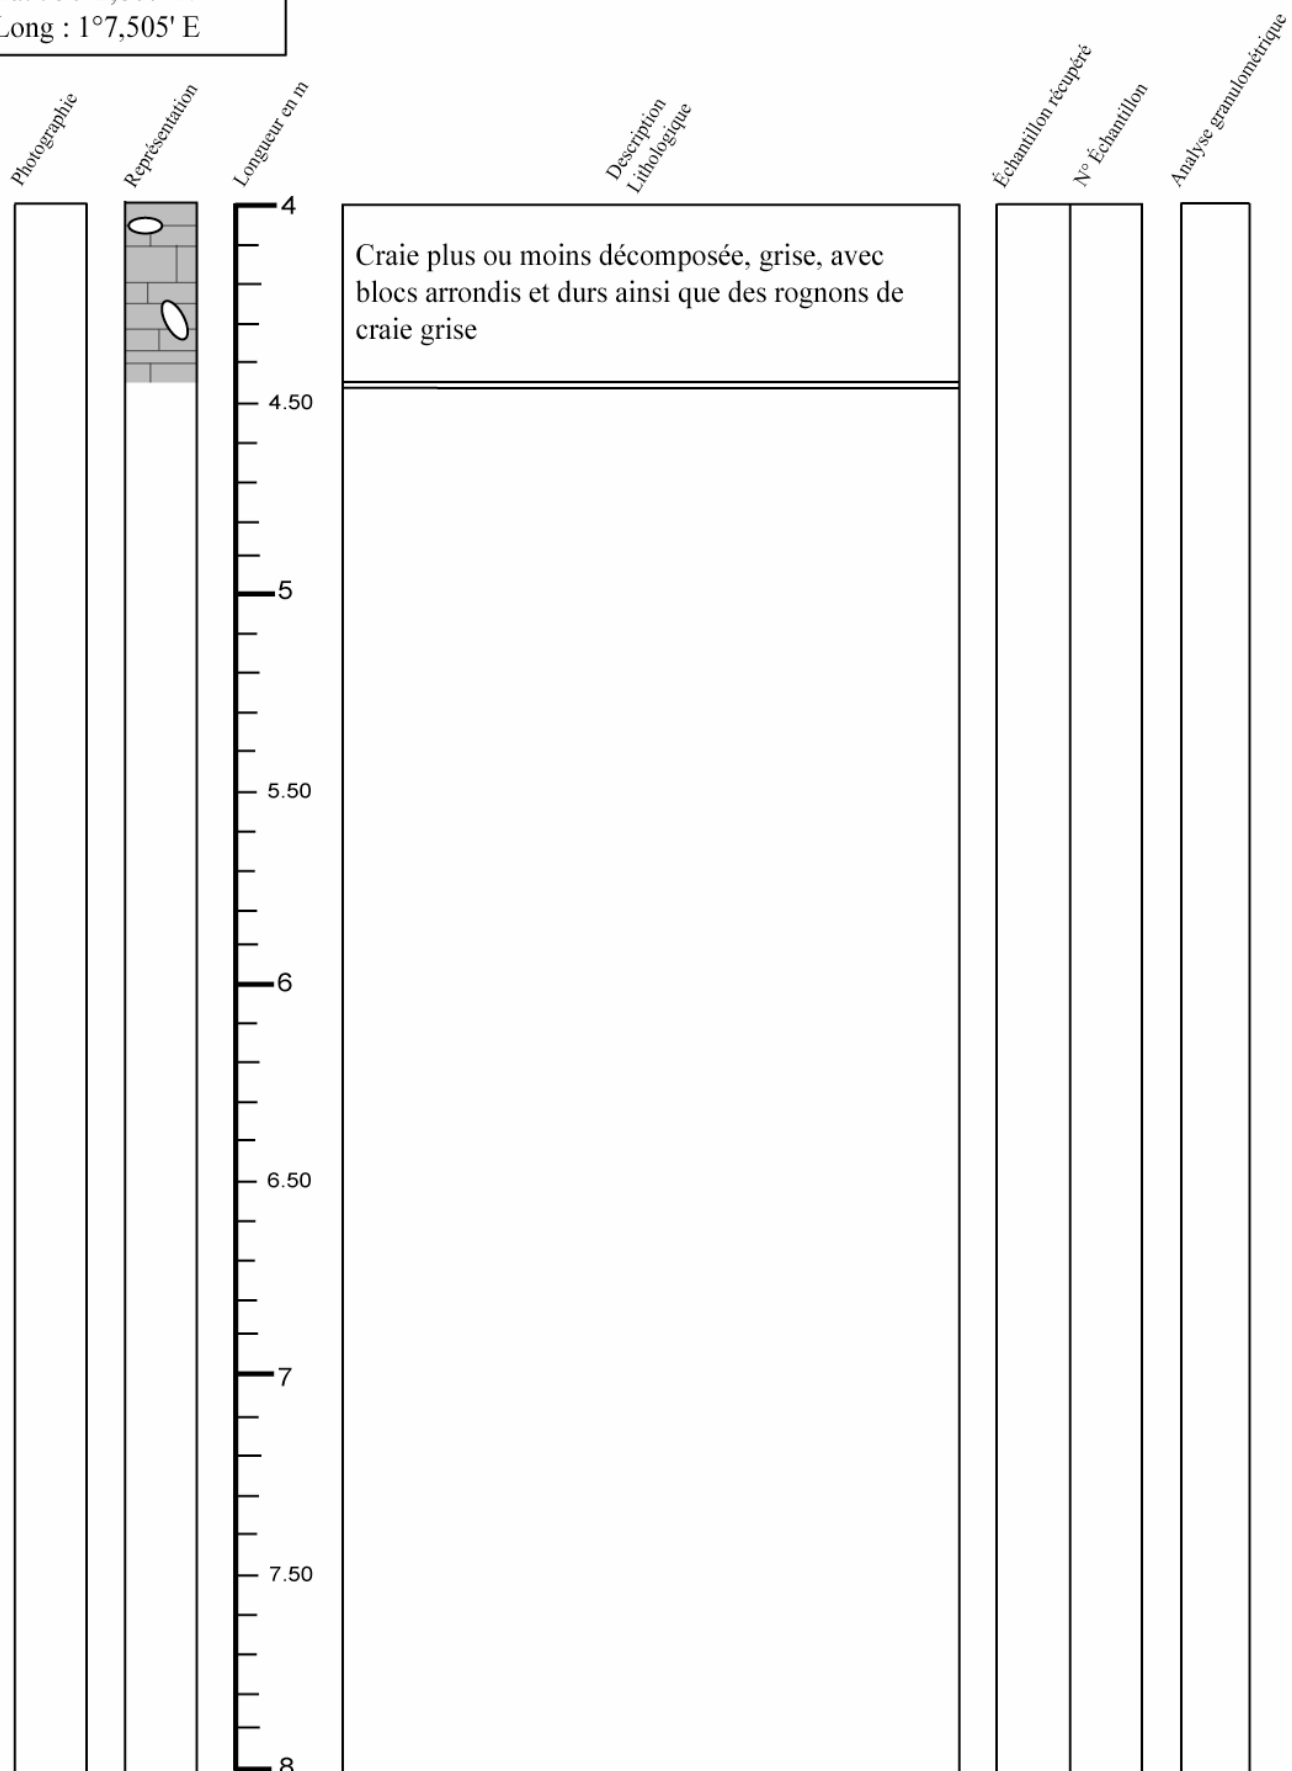 Long : 1°7,505' E
Photographie
Représentation
Longueur en m
Description
Lithologique
Échantillon récupéré
N° Échantillon
Analyse granulométrique
4
Craie plus ou moins décomposée, grise, avec
blocs arrondis et durs ainsi que des rognons de
craie grise
4.50
5
5.50
6
6.50
7
7.50
8